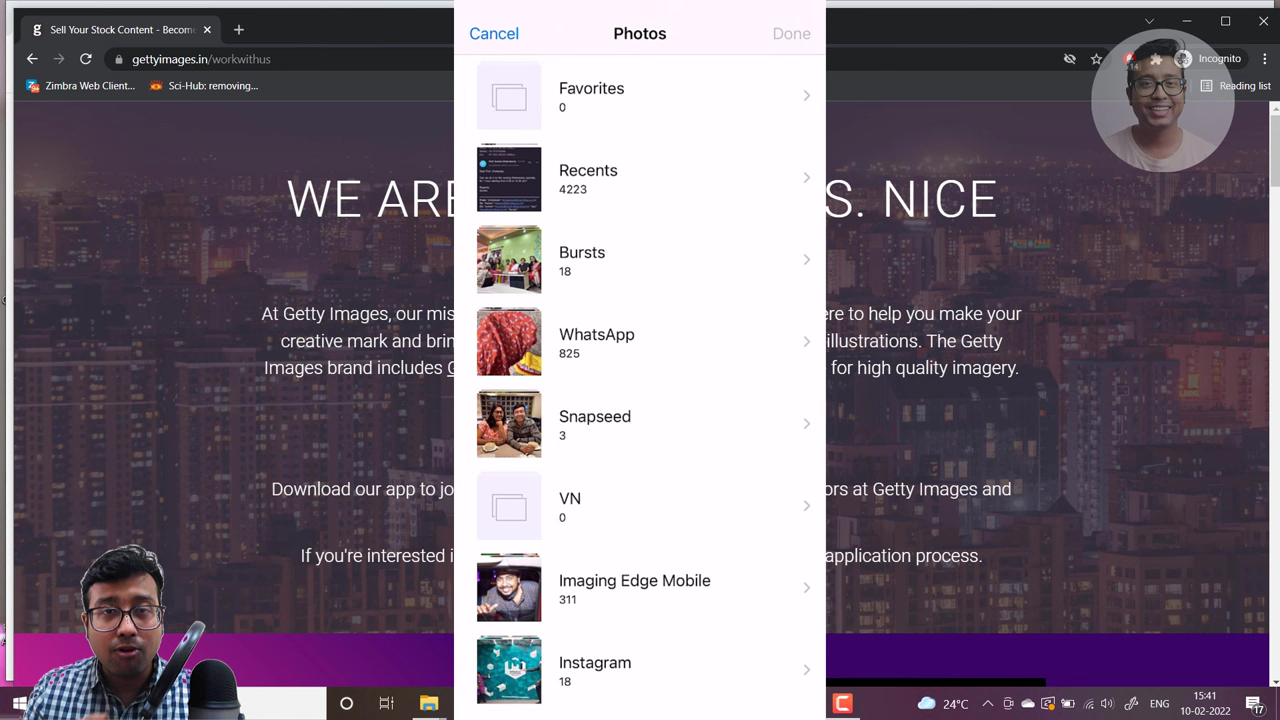 Sell Your Stock Content - Becom
gettyimages.in/workwithus
Incognito
14
Zimbra Web Client...
Sci-Hub: removing...
Reading list
Cancel
Photos
Done
Favorites
0
Recents
4223
Bursts
18
WhatsApp
825
Snapseed
3
VN
0
Imaging Edge Mobile
311
Instagram
18
WE ARE
S. NICE
At Getty Images, our mis
ere to help you make your
creative mark and brin
illustrations. The Getty
Images brand includes G
for high quality imagery.
Download our app to jo
ors at Getty Images and
If you're interested i
application process.
24°C
ENG
15:41
10-02-2022
17